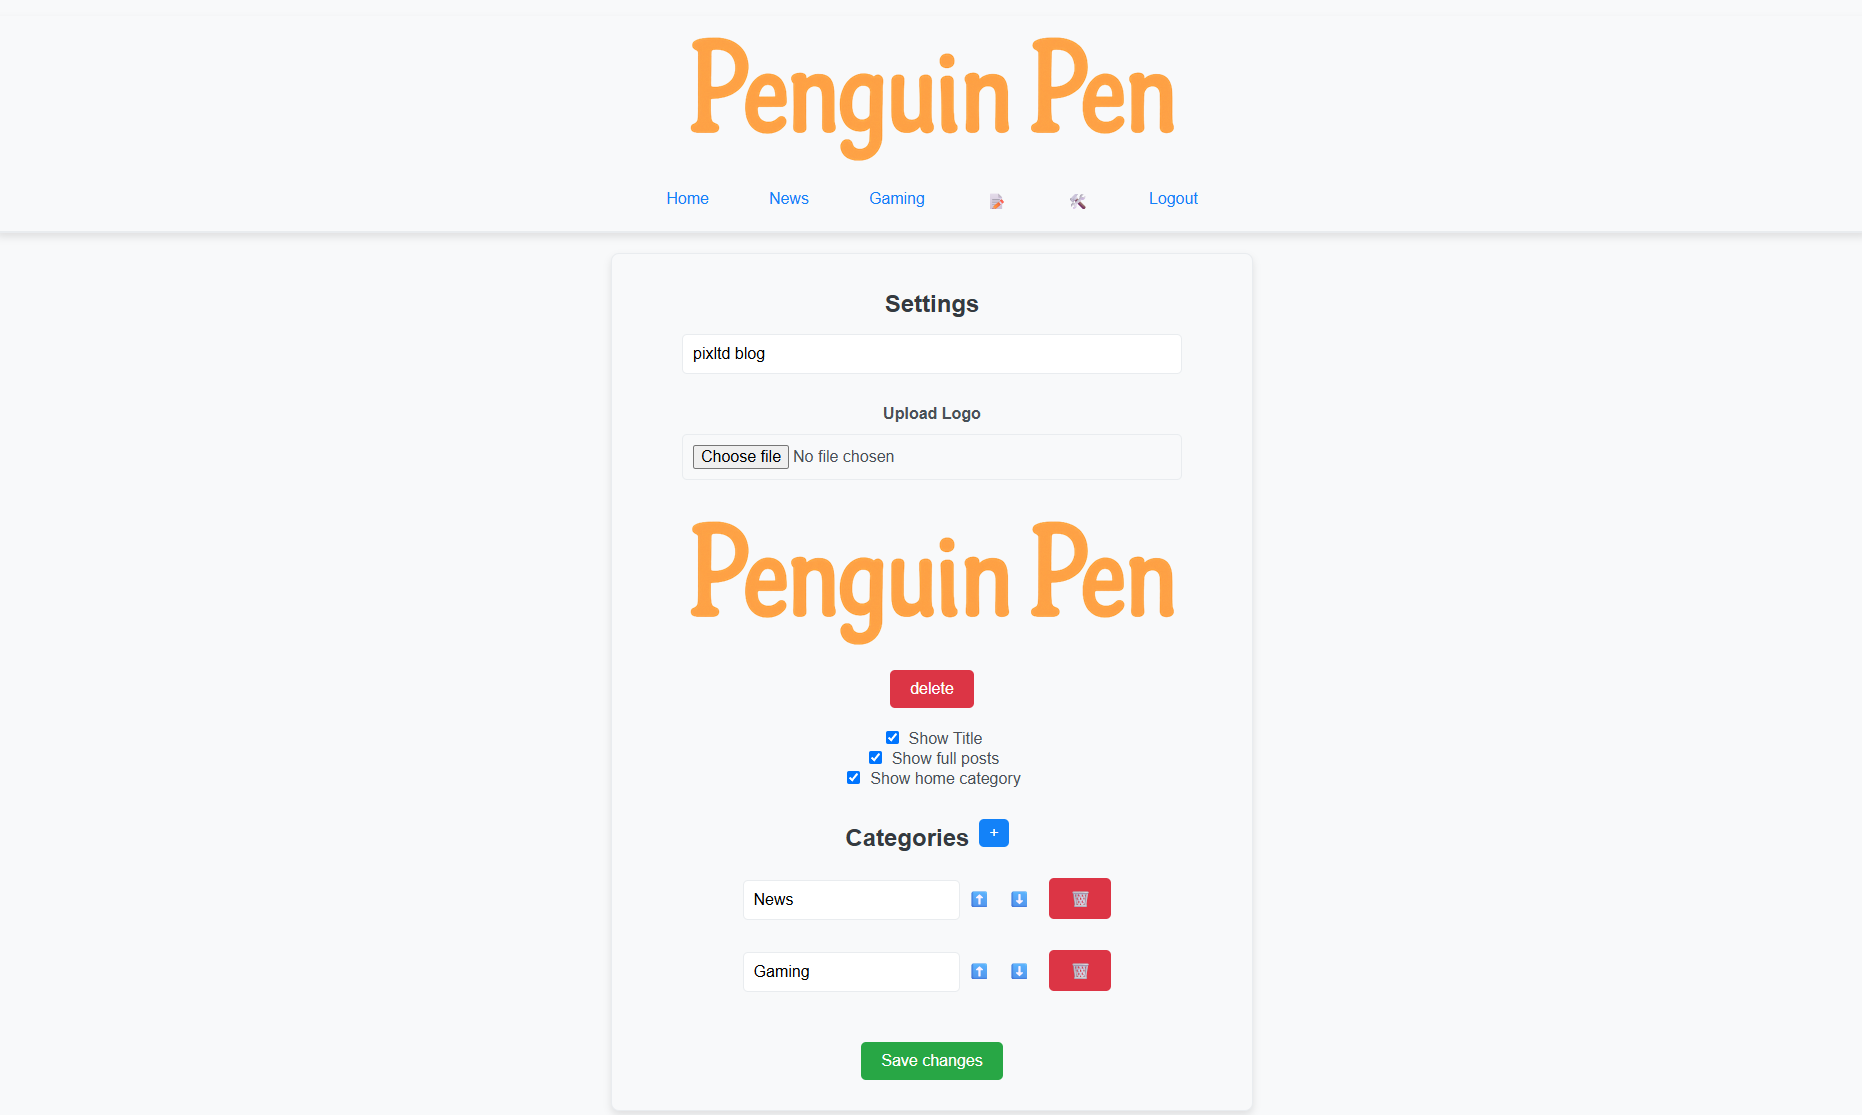 Penguin Pen
Home News Gaming Logout
Settings
pixltd blog
Upload Logo
Choose file No file chosen
Penguin Pen
delete
Show Title
Show full posts
Show home category
Categories +
News
Gaming
Save changes